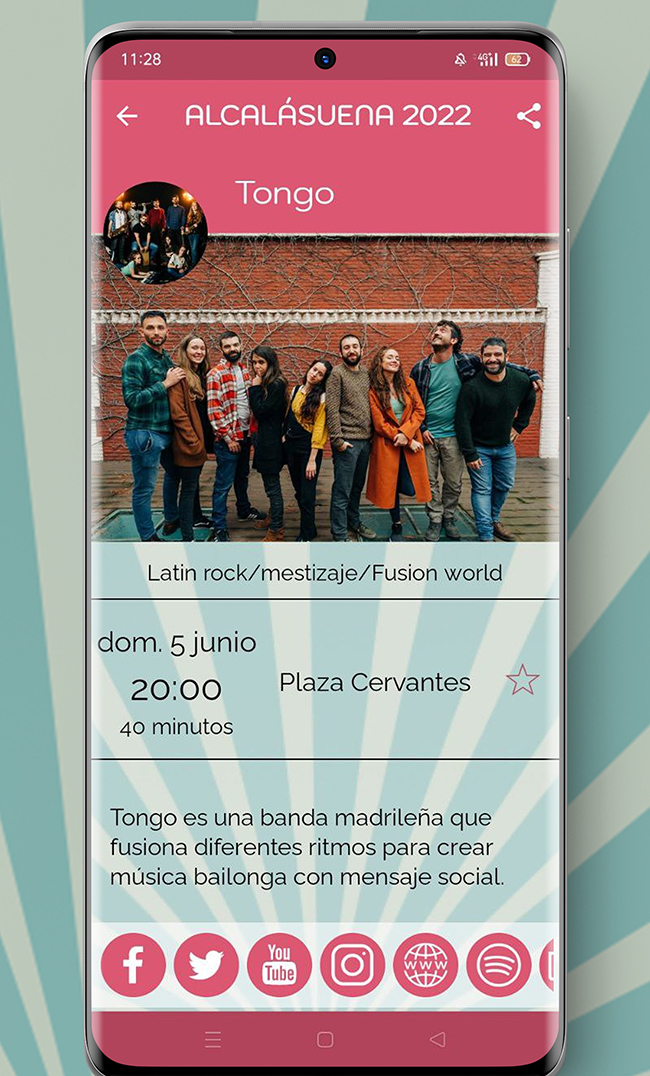 11:28
4G+
62
ALCALÁSUENA 2022
Tongo
Latin rock/mestizaje/Fusion world
dom. 5 junio
20:00
40 minutos
Plaza Cervantes
Tongo es una banda madrileña que
fusiona diferentes ritmos para crear
música bailonga con mensaje social.
You
Tube
www